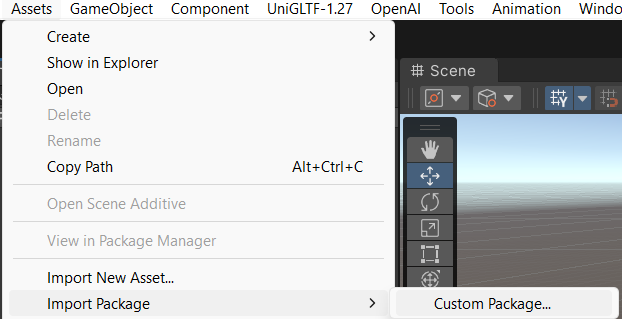 Assets GameObject Component UniGLTF-1.27 OpenAI Tools Animation Windo
Create
Show in Explorer
Open
Delete
Rename
Copy Path Alt+Ctrl+C
Open Scene Additive
View in Package Manager
Import New Asset...
Import Package
Custom Package...
Scene